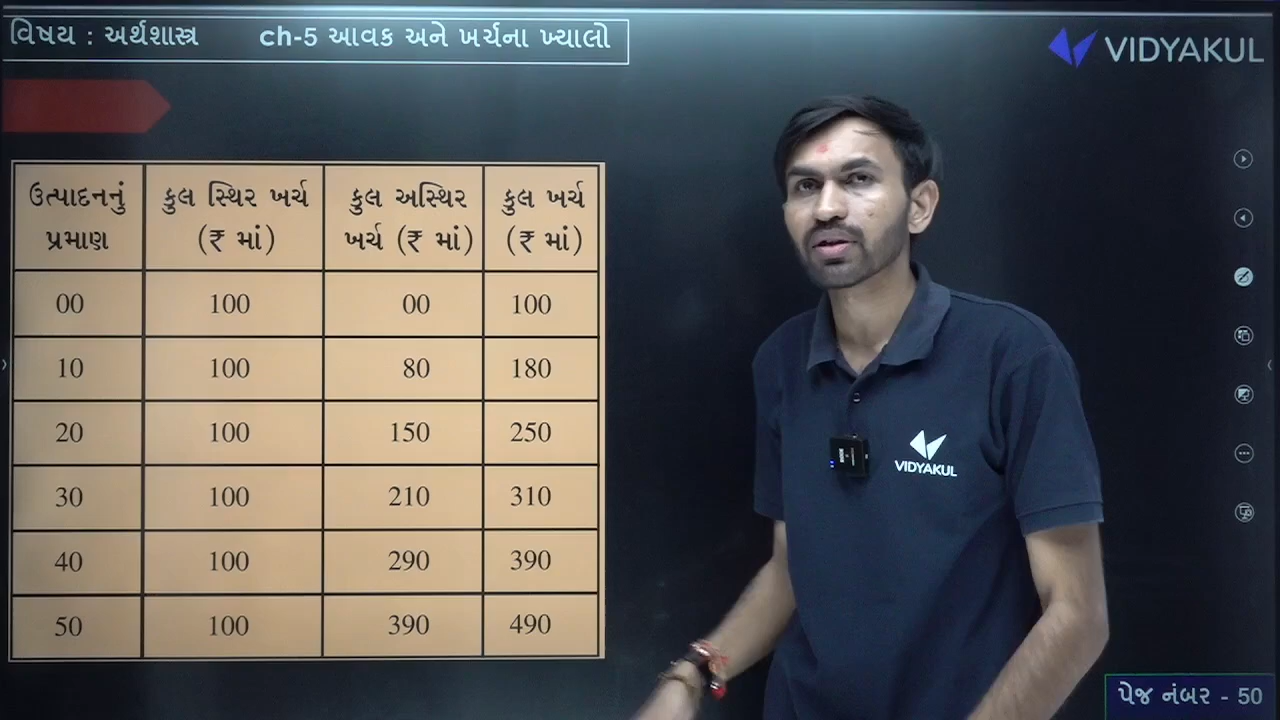 વિષય : અર્થશાસ્ત્ર ch-5 આવક અને ખર્ચના ખ્યાલો
VIDYAKUL
ઉત્પાદનનું પ્રમાણ કુલ સ્થિર ખર્ચ (₹ માં) કુલ અસ્થિર ખર્ચ (₹ માં) કુલ ખર્ચ (₹ માં)
00 100 00 100
10 100 80 180
20 100 150 250
30 100 210 310
40 100 290 390
50 100 390 490
VIDYAKUL
પેજ નંબર - 50